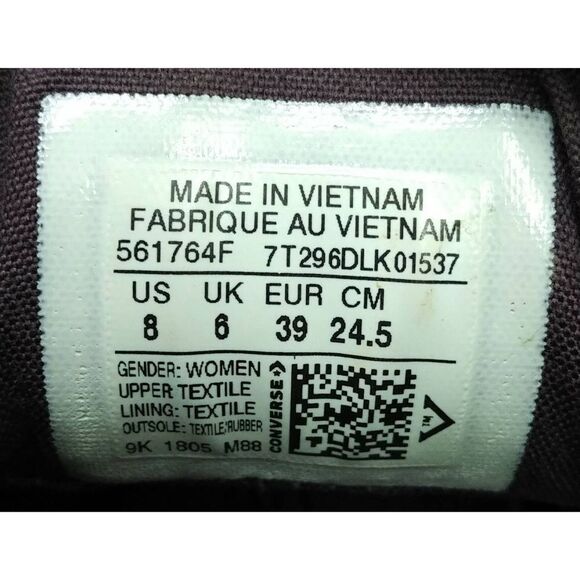 MADE IN VIETNAM
FABRIQUE AU VIETNAM
561764F 7T296DLK01537
US UK EUR CM
8 6 39 24.5
GENDER: WOMEN
UPPER: TEXTILE
LINING: TEXTILE
OUTSOLE: TEXTILE/RUBBER
9K 1805 M88
CONVERSE
V™